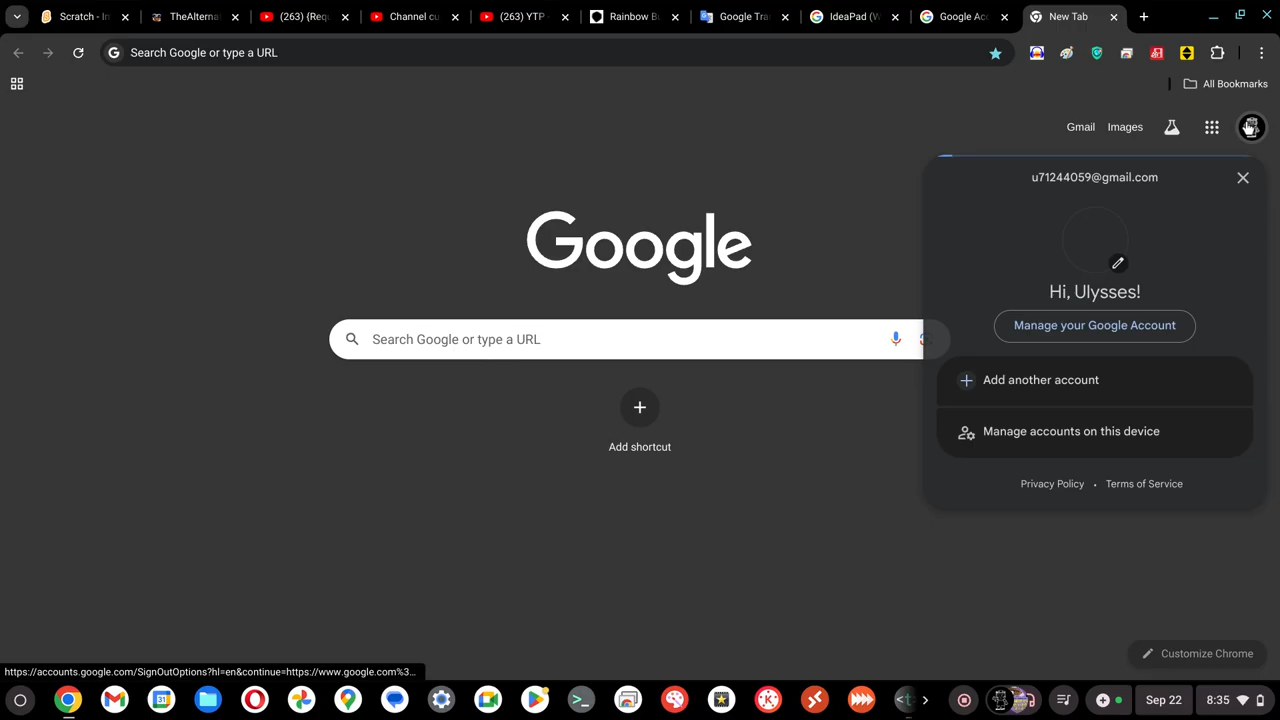 Scratch - In
TheAlterna
(263) {Req
Channel cu
(263) YTP
Rainbow B
Google Tra
IdeaPad (W
Google Acc
New Tab
Search Google or type a URL
All Bookmarks
Gmail
Images
u71244059@gmail.com
Google
Hi, Ulysses!
Manage your Google Account
Search Google or type a URL
Add another account
Manage accounts on this device
Add shortcut
Privacy Policy
Terms of Service
Customize Chrome
https://accounts.google.com/SignOutOptions?hl=en&continue=https://www.google.com%3...
Sep 22
8:35